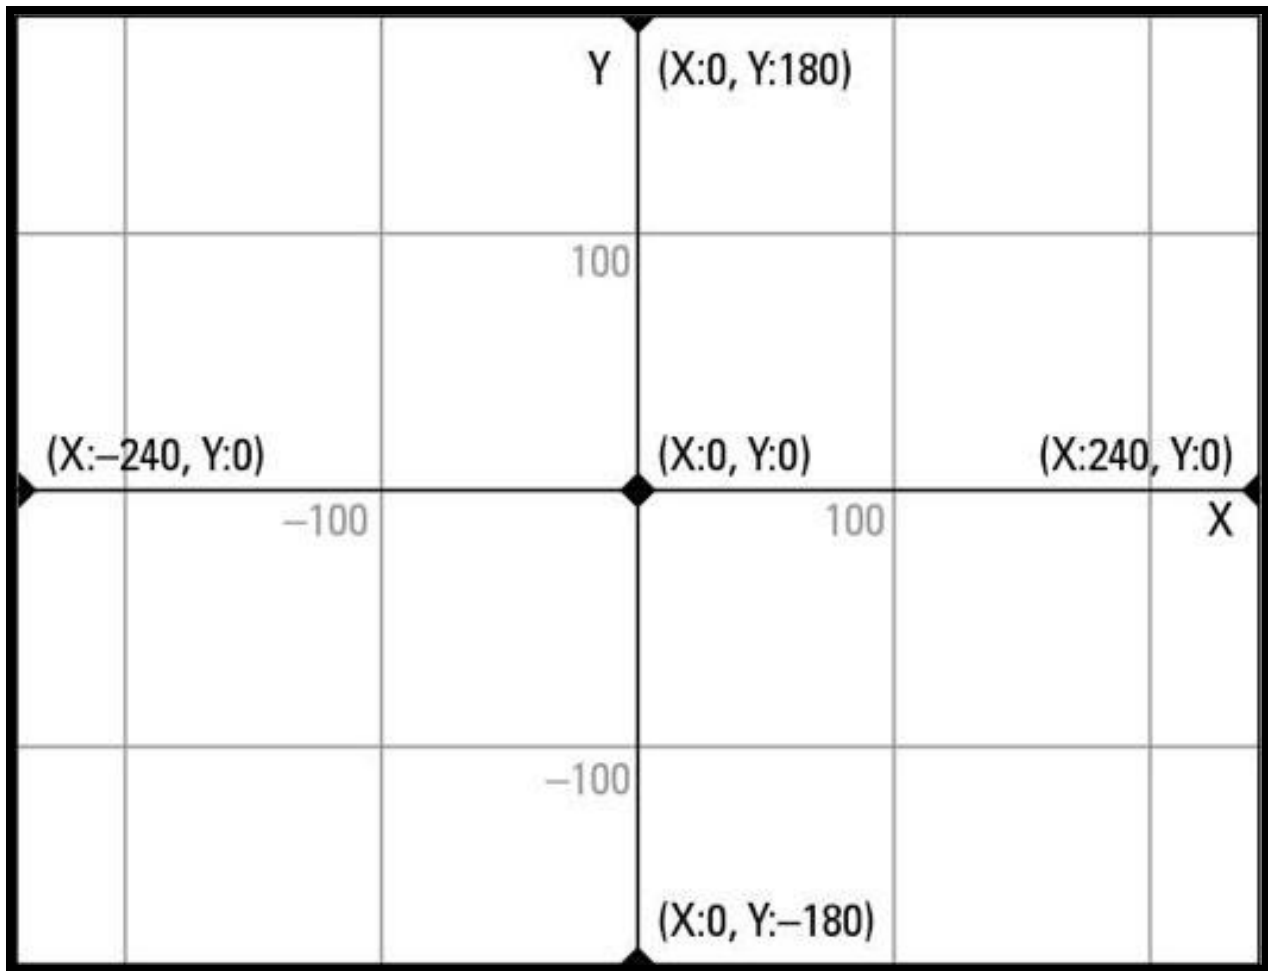 Y (X:0, Y:180)
100
(X:–240, Y:0) (X:0, Y:0) (X:240, Y:0)
–100 100 X
–100
(X:0, Y:–180)